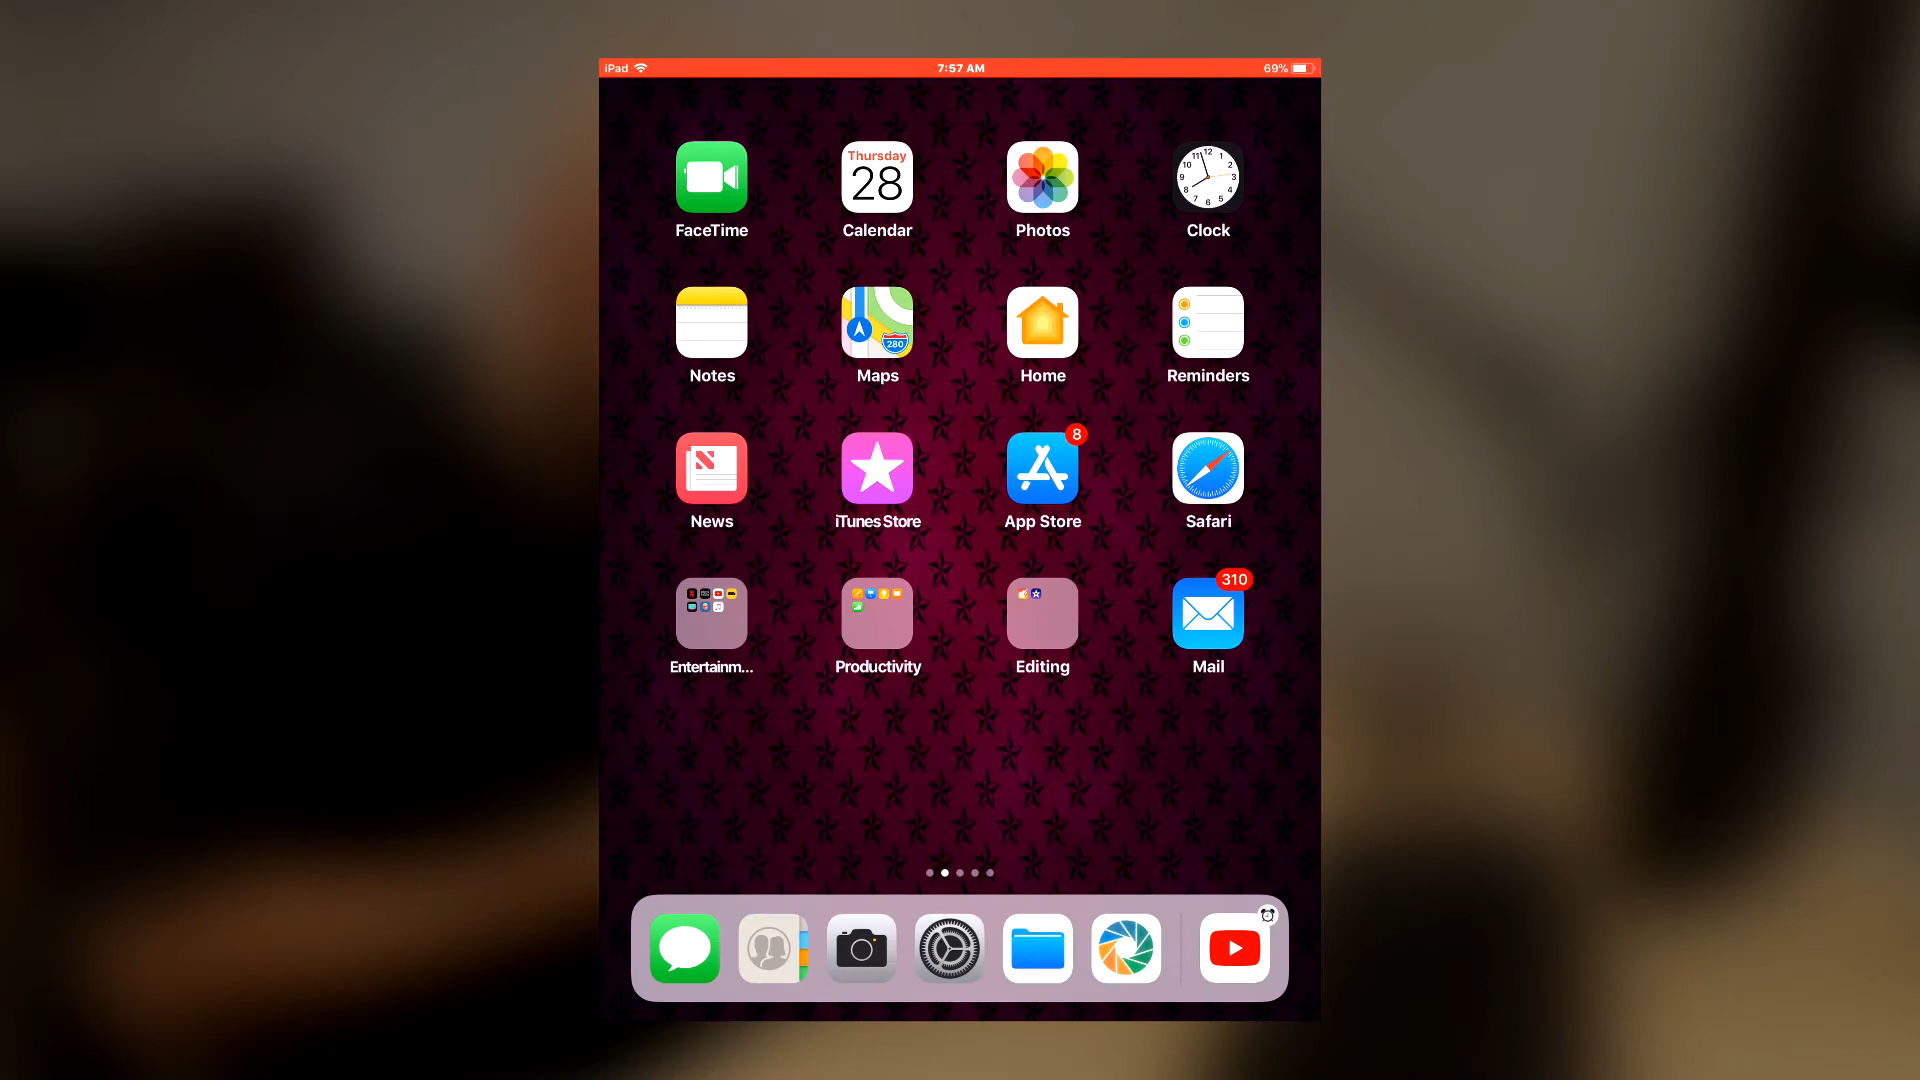 iPad 7:57 AM 69%
Thursday
28
FaceTime Calendar Photos Clock
280
Notes Maps Home Reminders
8
News iTunes Store App Store Safari
310
Entertainm... Productivity Editing Mail